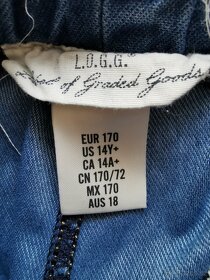 L.O.G.G.
Label of Graded Goods
EUR 170
US 14Y+
CA 14A+
CN 170/72
MX 170
AUS 18